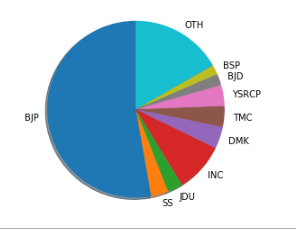 OTH
BSP
BJD
YSRCP
TMC
DMK
INC
JDU
SS
BJP